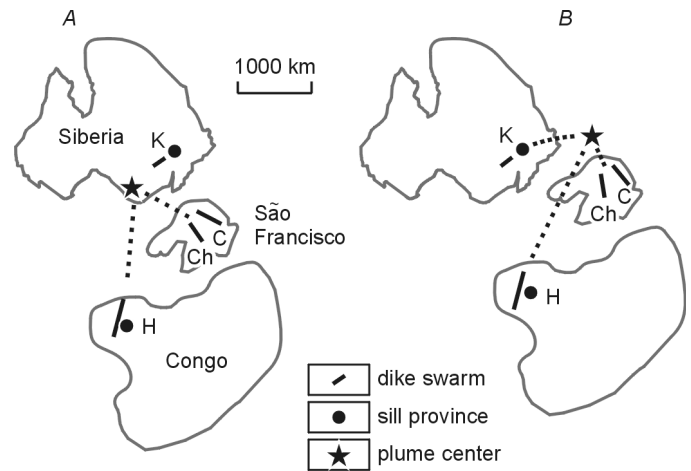 A
B
1000 km
Siberia
K
K
São
Francisco
C
Ch
C
Ch
H
H
Congo
dike swarm
sill province
plume center